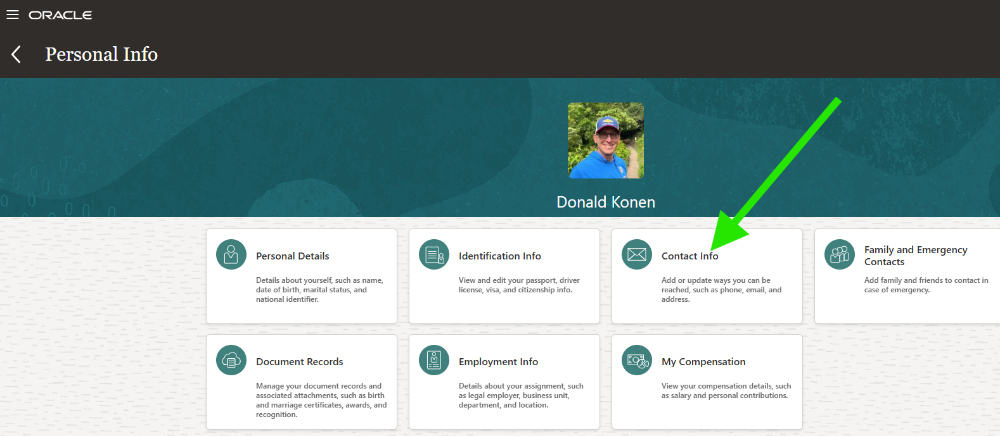 ORACLE
Personal Info
Donald Konen
Personal Details
Details about yourself, such as name,
date of birth, marital status, and
national identifier.
Identification Info
View and edit your passport, driver
license, visa, and citizenship info.
Contact Info
Add or update ways you can be
reached, such as phone, email, and
address.
Family and Emergency
Contacts
Add family and friends to contact in
case of emergency.
Document Records
Manage your document records and
associated attachments, such as birth
and marriage certificates, awards, and
recognition.
Employment Info
Details about your assignment, such
as legal employer, business unit,
department, and location.
My Compensation
View your compensation details, such
as salary and personal contributions.